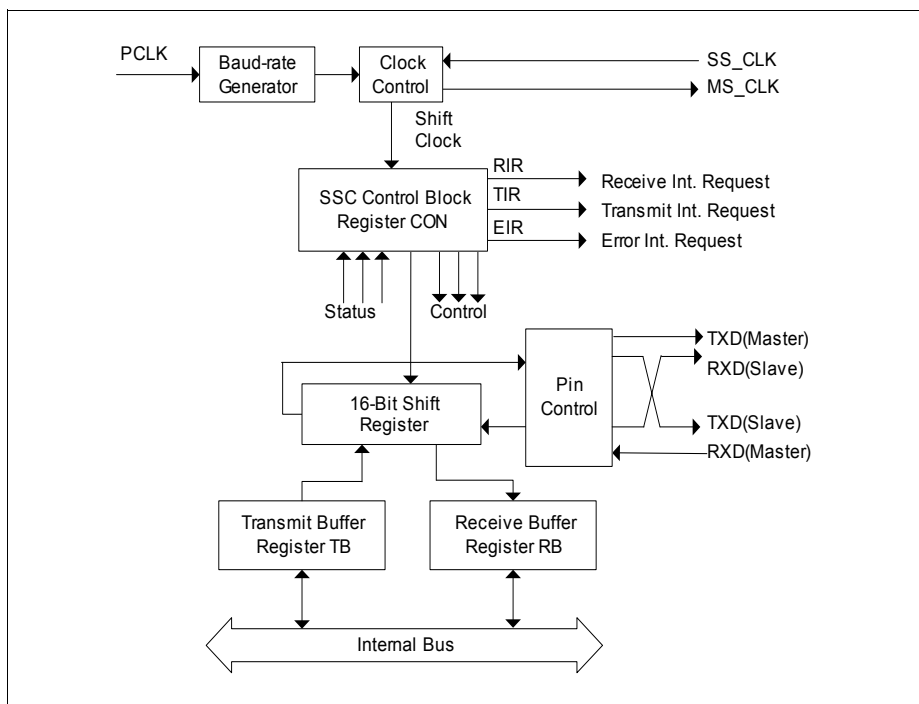 PCLK
Baud-rate
Generator
Clock
Control
SS_CLK
MS_CLK
Shift
Clock
SSC Control Block
Register CON
RIR
TIR
EIR
Receive Int. Request
Transmit Int. Request
Error Int. Request
Status
Control
16-Bit Shift
Register
Pin
Control
TXD(Master)
RXD(Slave)
TXD(Slave)
RXD(Master)
Transmit Buffer
Register TB
Receive Buffer
Register RB
Internal Bus